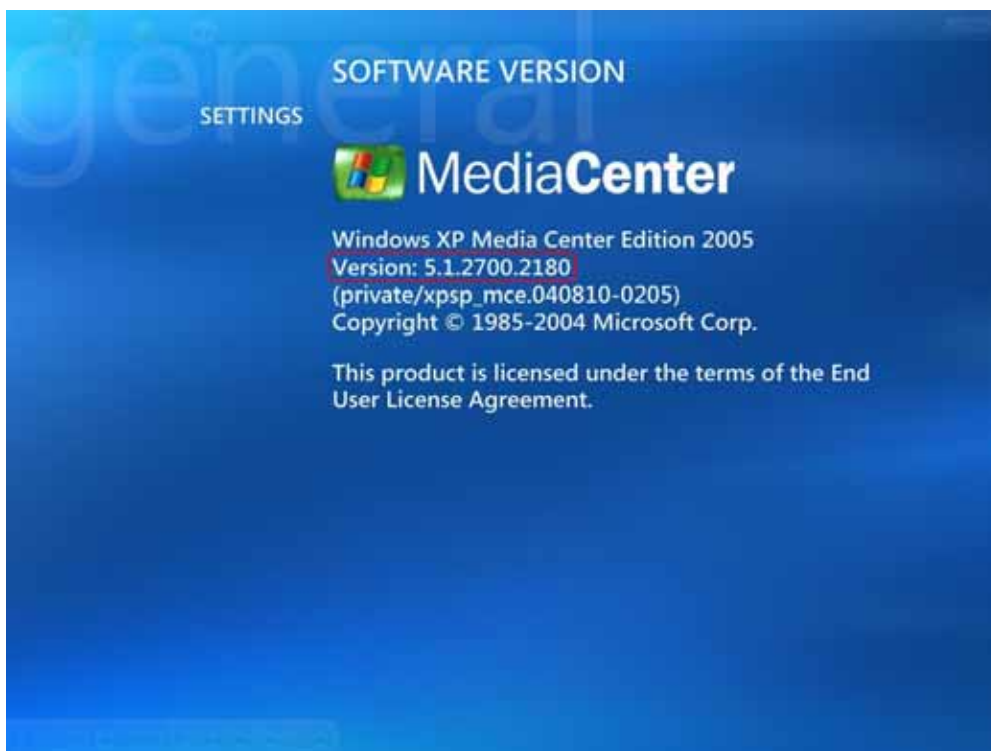 general
SOFTWARE VERSION
SETTINGS
MediaCenter
Windows XP Media Center Edition 2005
Version: 5.1.2700.2180
(private/xpsp_mce.040810-0205)
Copyright © 1985-2004 Microsoft Corp.
This product is licensed under the terms of the End
User License Agreement.